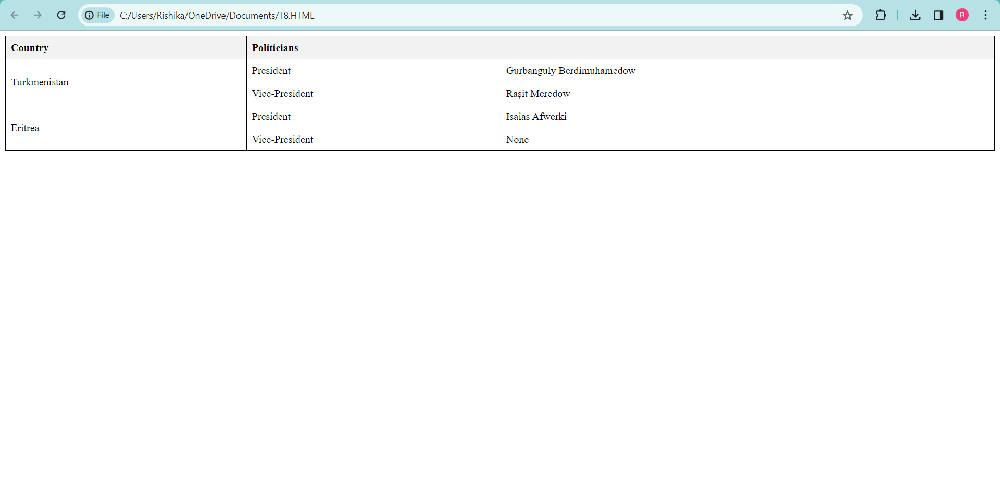 File C:/Users/Rishika/OneDrive/Documents/T8.HTML R
Country Politicians
Turkmenistan President Gurbanguly Berdimuhamedow
Vice-President Raşit Meredow
Eritrea President Isaias Afwerki
Vice-President None